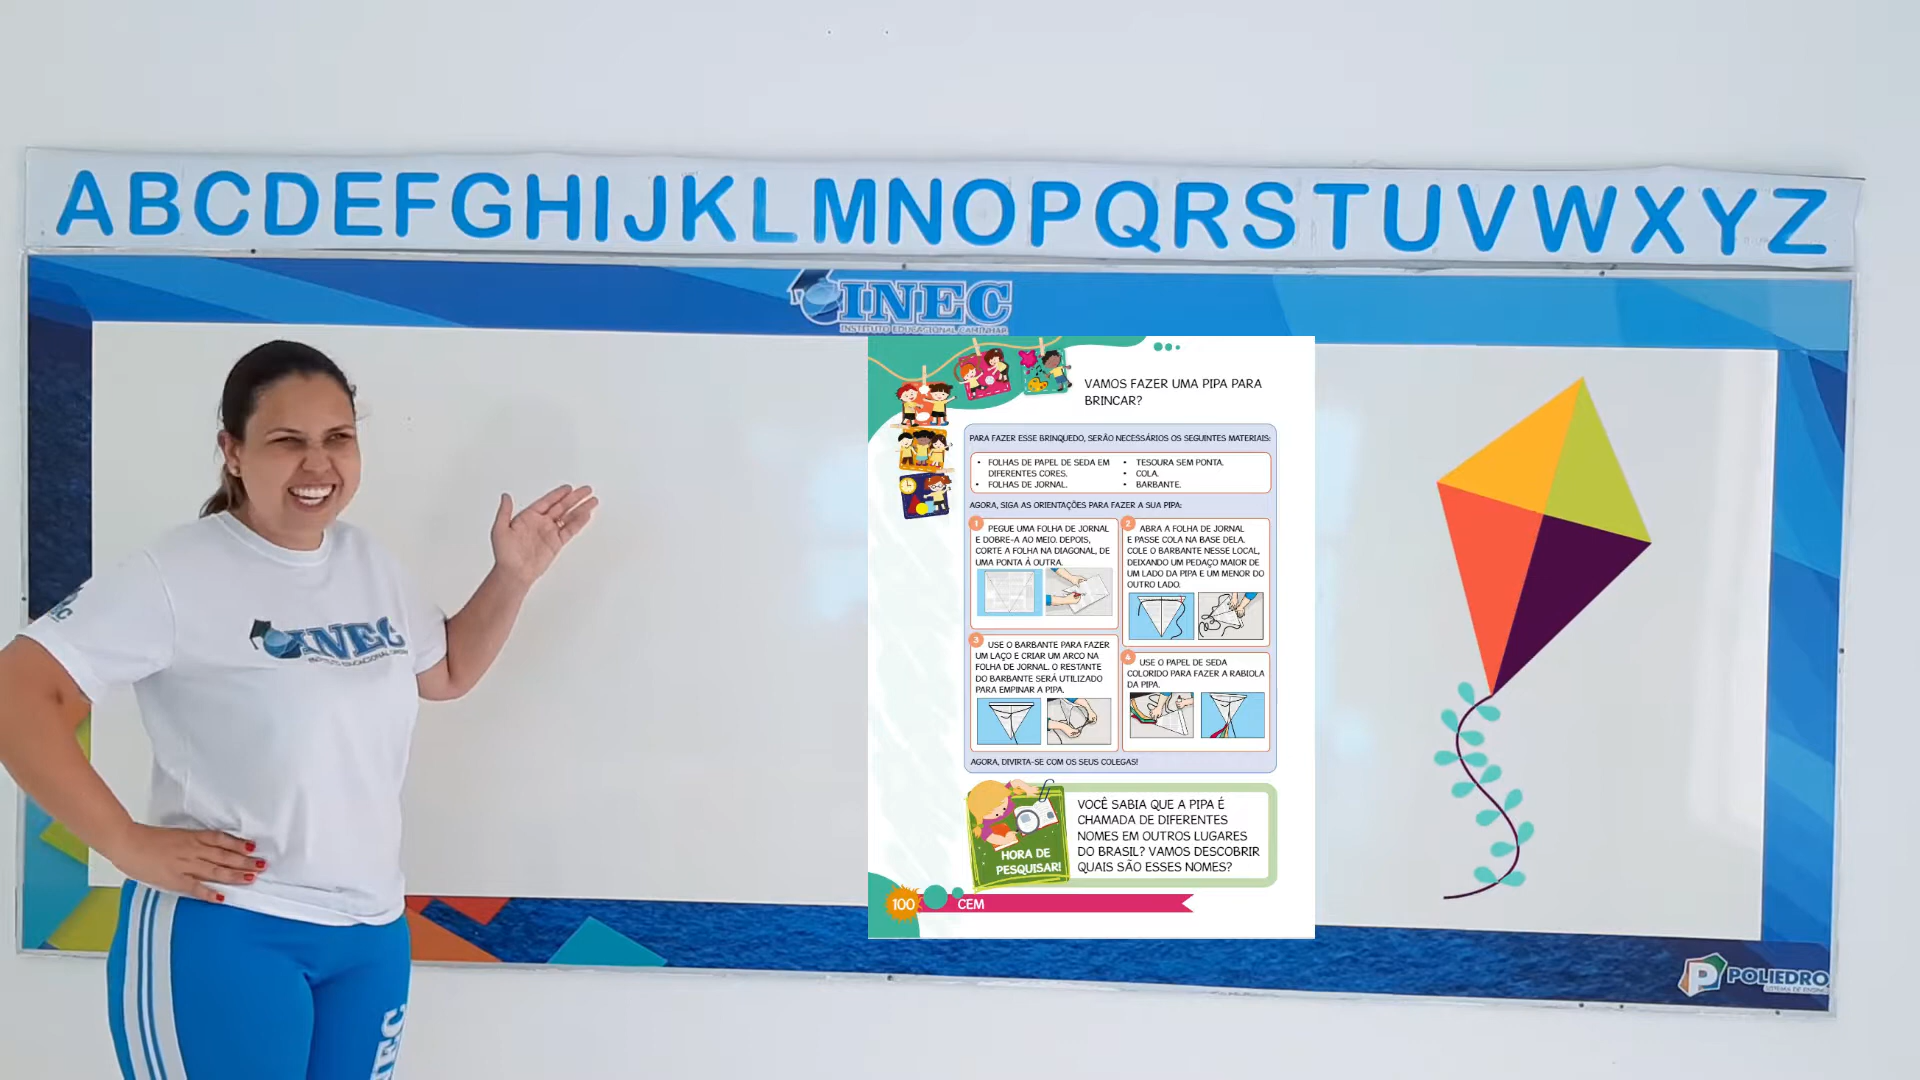 ABCDEFGHIJKLMNOPQRSTUVWXYZ
INEC
INSTITUTO EDUCACIONAL CAMINHAR
VAMOS FAZER UMA PIPA PARA
BRINCAR?
PARA FAZER ESSE BRINQUEDO, SERÃO NECESSÁRIOS OS SEGUINTES MATERIAIS:
• FOLHAS DE PAPEL DE SEDA EM
DIFERENTES CORES.
• FOLHAS DE JORNAL.
• TESOURA SEM PONTA.
• COLA.
• BARBANTE.
AGORA, SIGA AS ORIENTAÇÕES PARA FAZER A SUA PIPA:
1 PEGUE UMA FOLHA DE JORNAL
E DOBRE-A AO MEIO. DEPOIS,
CORTE A FOLHA NA DIAGONAL, DE
UMA PONTA À OUTRA.
2 ABRA A FOLHA DE JORNAL
E PASSE COLA NA BASE DELA.
COLE O BARBANTE NESSE LOCAL,
DEIXANDO UM PEDAÇO MAIOR DE
UM LADO DA PIPA E UM MENOR DO
OUTRO LADO.
3 USE O BARBANTE PARA FAZER
UM LAÇO E CRIAR UM ARCO NA
FOLHA DE JORNAL. O RESTANTE
DO BARBANTE SERÁ UTILIZADO
PARA EMPINAR A PIPA.
4 USE O PAPEL DE SEDA
COLORIDO PARA FAZER A RABIOLA
DA PIPA.
AGORA, DIVIRTA-SE COM OS SEUS COLEGAS!
HORA DE
PESQUISAR!
VOCÊ SABIA QUE A PIPA É
CHAMADA DE DIFERENTES
NOMES EM OUTROS LUGARES
DO BRASIL? VAMOS DESCOBRIR
QUAIS SÃO ESSES NOMES?
100 CEM
INEC
INSTITUTO EDUCACIONAL
INEC
P POLIEDRO
SISTEMA DE ENSINO